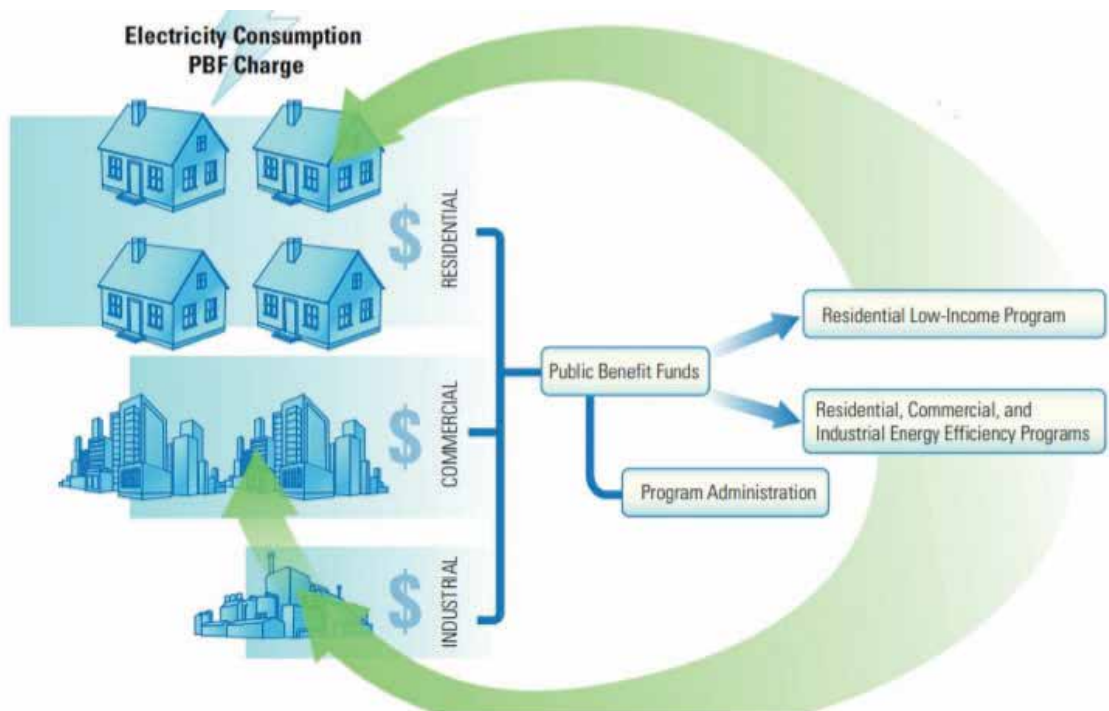 Electricity Consumption
PBF Charge
$
RESIDENTIAL
$
COMMERCIAL
$
INDUSTRIAL
Public Benefit Funds
Program Administration
Residential Low-Income Program
Residential, Commercial, and
Industrial Energy Efficiency Programs